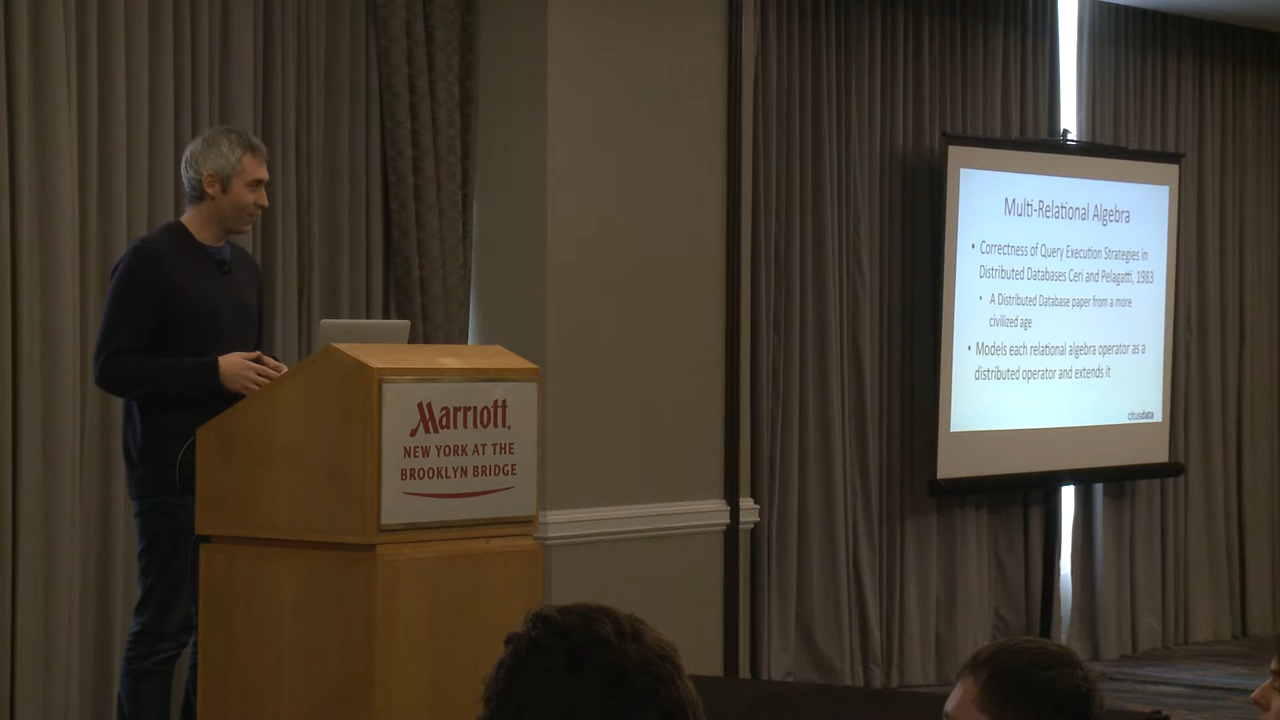 Marriott
NEW YORK AT THE
BROOKLYN BRIDGE
Multi-Relational Algebra
• Correctness of Query Execution Strategies in
Distributed Databases Ceri and Pelagatti, 1983
• A Distributed Database paper from a more
civilized age
• Models each relational algebra operator as a
distributed operator and extends it
citusdata